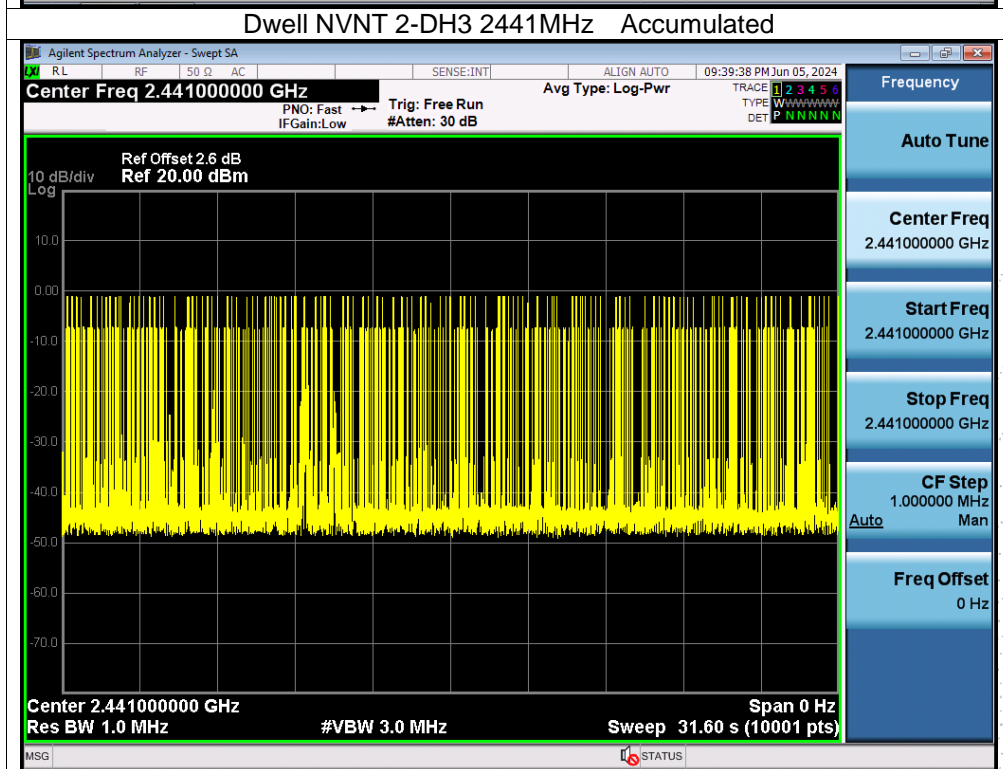 Dwell NVNT 2-DH3 2441MHz Accumulated
Agilent Spectrum Analyzer - Swept SA
LXI RL RF 50 Ω AC SENSE:INT ALIGN AUTO 09:39:38 PM Jun 05, 2024
Center Freq 2.441000000 GHz
PNO: Fast
IFGain:Low
Trig: Free Run
#Atten: 30 dB
Avg Type: Log-Pwr
TRACE 1 2 3 4 5 6
TYPE WWWWWWW
DET P N N N N N
Ref Offset 2.6 dB
10 dB/div Ref 20.00 dBm
Log
10.0
0.00
-10.0
-20.0
-30.0
-40.0
-50.0
-60.0
-70.0
Center 2.441000000 GHz Span 0 Hz
Res BW 1.0 MHz #VBW 3.0 MHz Sweep 31.60 s (10001 pts)
MSG STATUS
Frequency
Auto Tune
Center Freq
2.441000000 GHz
Start Freq
2.441000000 GHz
Stop Freq
2.441000000 GHz
CF Step
1.000000 MHz
Auto Man
Freq Offset
0 Hz